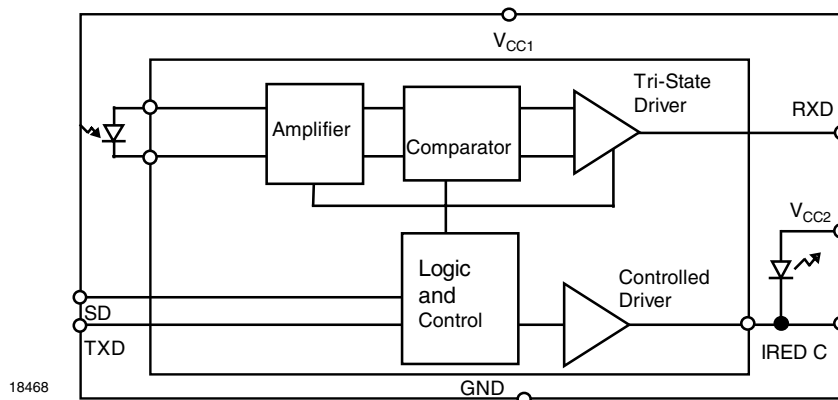 V_CC1
Tri-State
Driver
RXD
Amplifier
Comparator
V_CC2
Logic
and
Control
Controlled
Driver
SD
TXD
IRED C
GND
18468